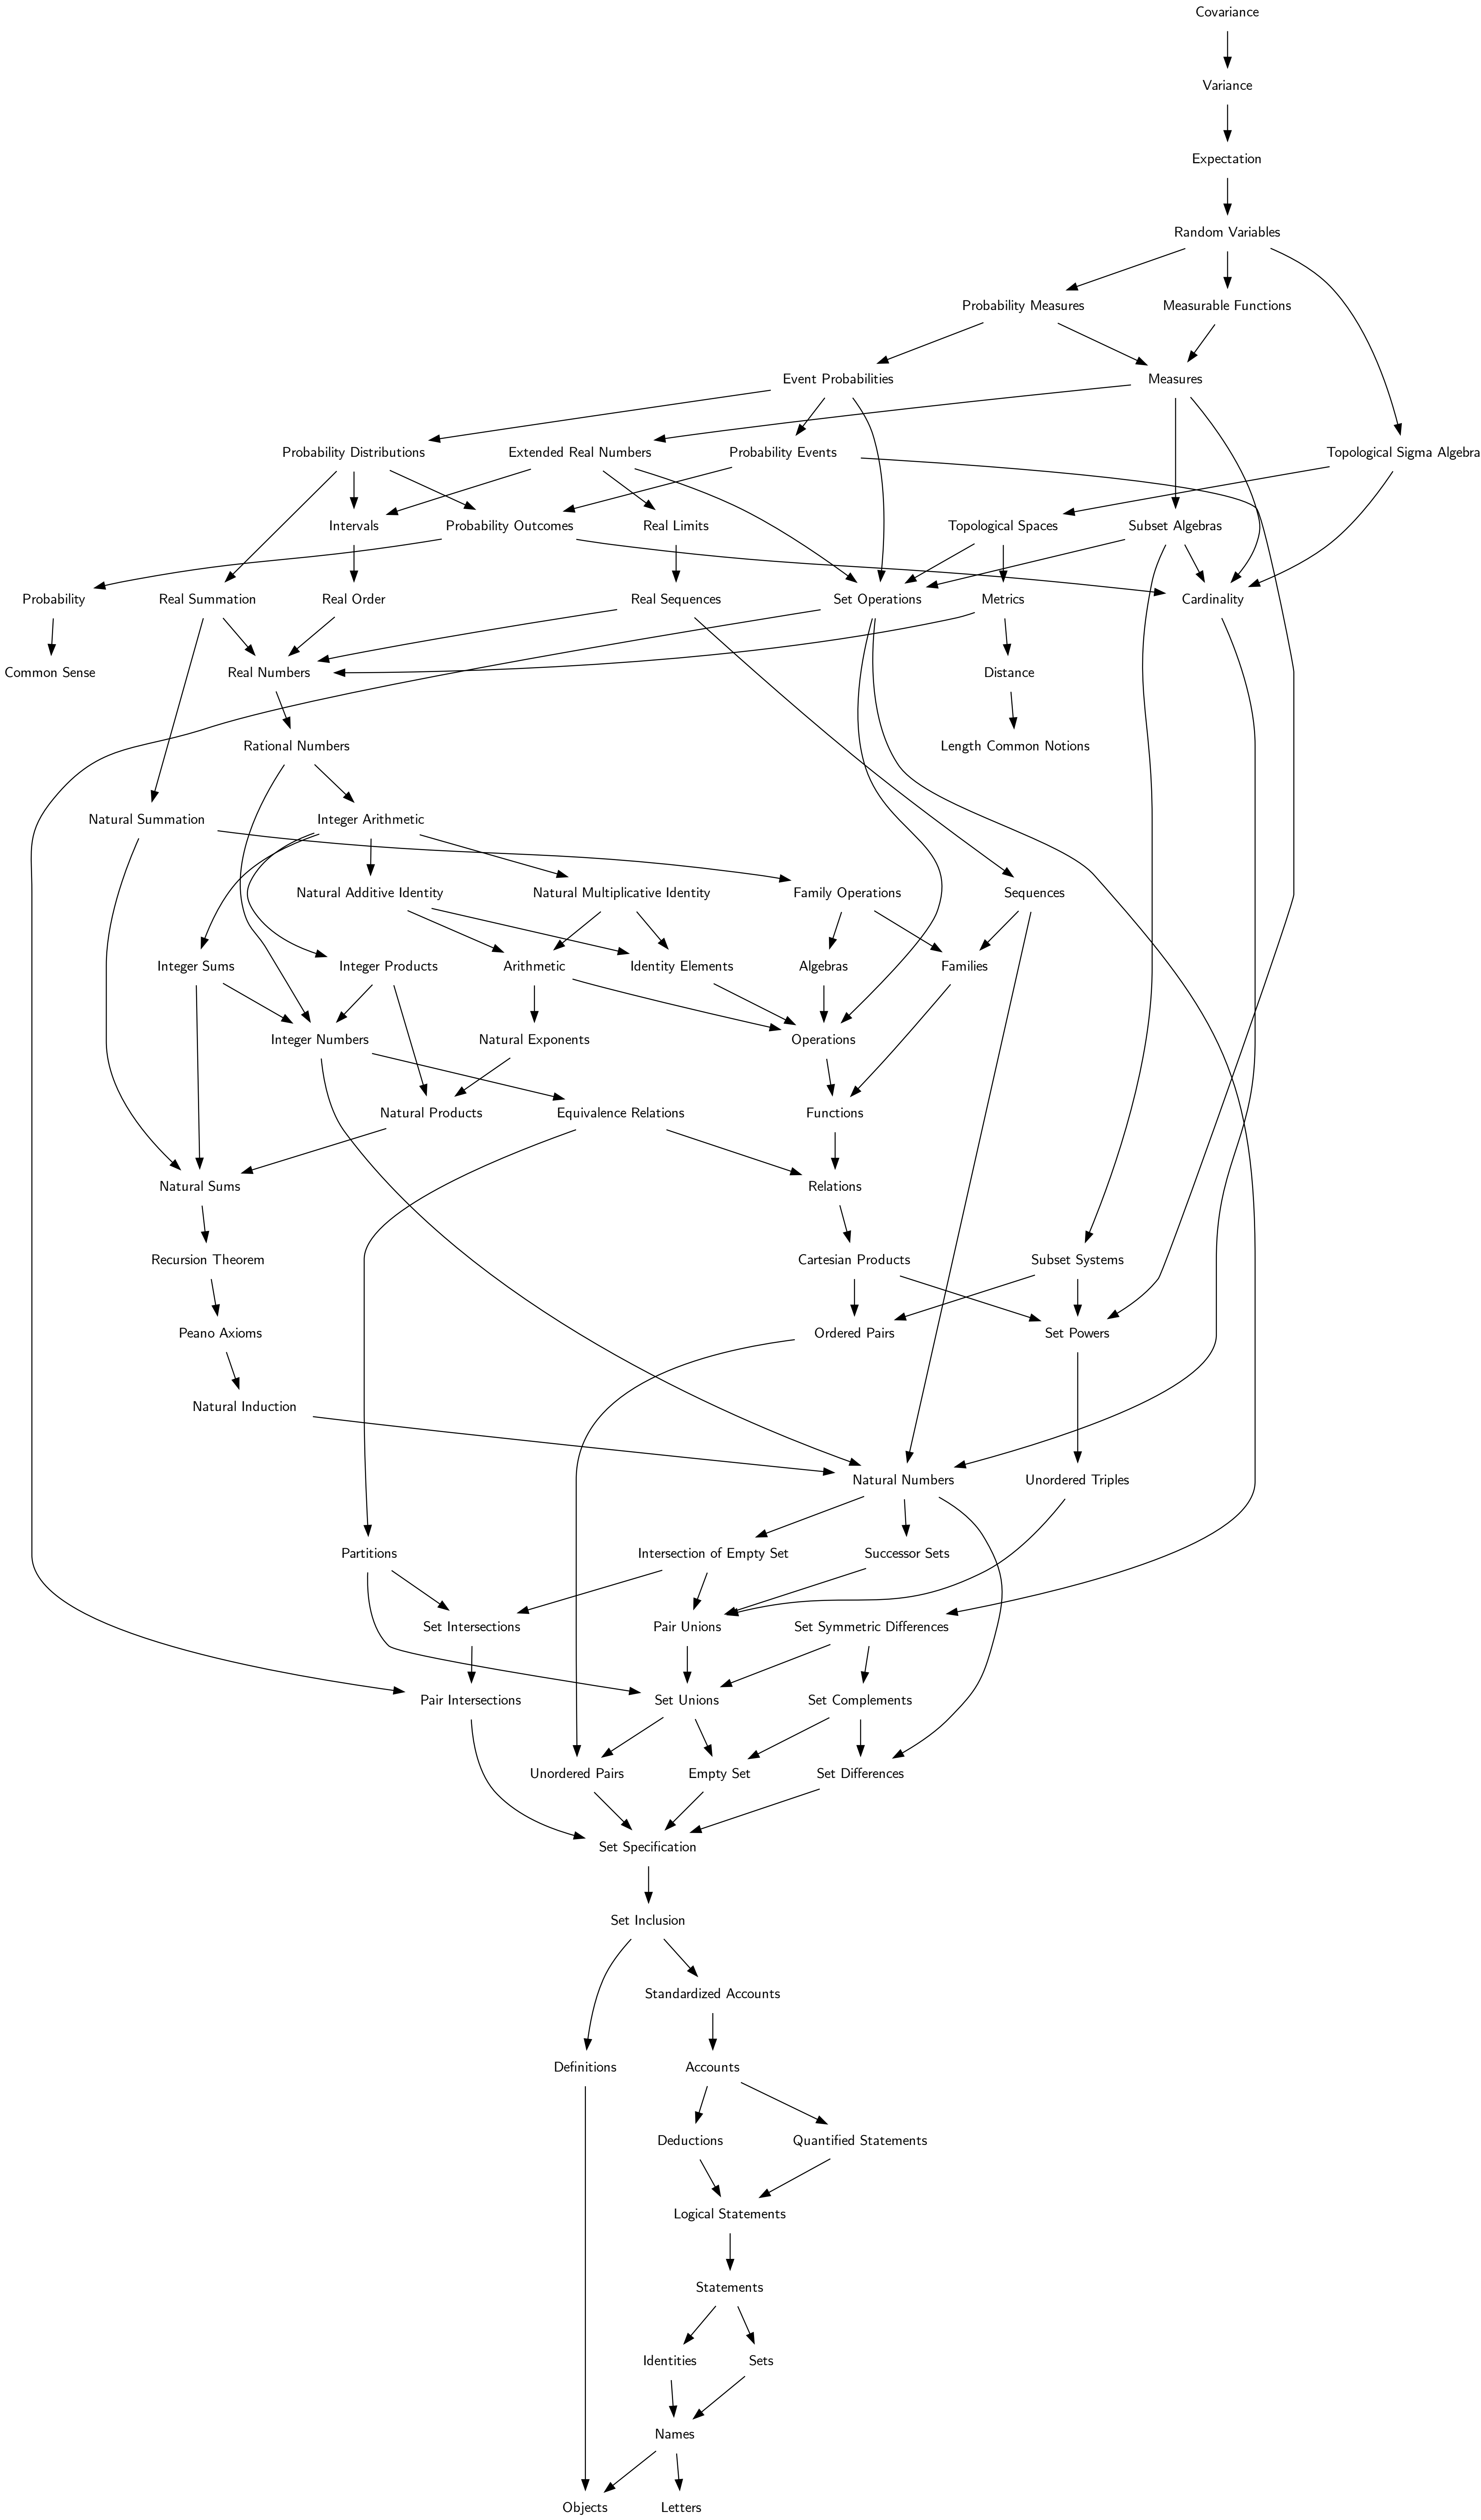 Covariance
Variance
Expectation
Random Variables
Probability Measures
Measurable Functions
Event Probabilities
Measures
Probability Distributions
Extended Real Numbers
Probability Events
Topological Sigma Algebra
Intervals
Probability Outcomes
Real Limits
Topological Spaces
Subset Algebras
Probability
Real Summation
Real Order
Real Sequences
Set Operations
Metrics
Cardinality
Common Sense
Real Numbers
Distance
Rational Numbers
Length Common Notions
Natural Summation
Integer Arithmetic
Natural Additive Identity
Natural Multiplicative Identity
Family Operations
Sequences
Integer Sums
Integer Products
Arithmetic
Identity Elements
Algebras
Families
Integer Numbers
Natural Exponents
Operations
Natural Products
Equivalence Relations
Functions
Natural Sums
Relations
Recursion Theorem
Cartesian Products
Subset Systems
Peano Axioms
Ordered Pairs
Set Powers
Natural Induction
Natural Numbers
Unordered Triples
Partitions
Intersection of Empty Set
Successor Sets
Set Intersections
Pair Unions
Set Symmetric Differences
Pair Intersections
Set Unions
Set Complements
Unordered Pairs
Empty Set
Set Differences
Set Specification
Set Inclusion
Standardized Accounts
Definitions
Accounts
Deductions
Quantified Statements
Logical Statements
Statements
Identities
Sets
Names
Objects
Letters